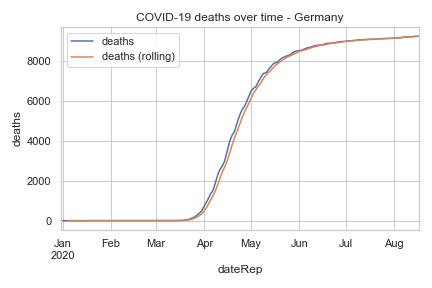 COVID-19 deaths over time - Germany
deaths
deaths (rolling)
deaths
8000
6000
4000
2000
0
Jan Feb Mar Apr May Jun Jul Aug
2020
dateRep